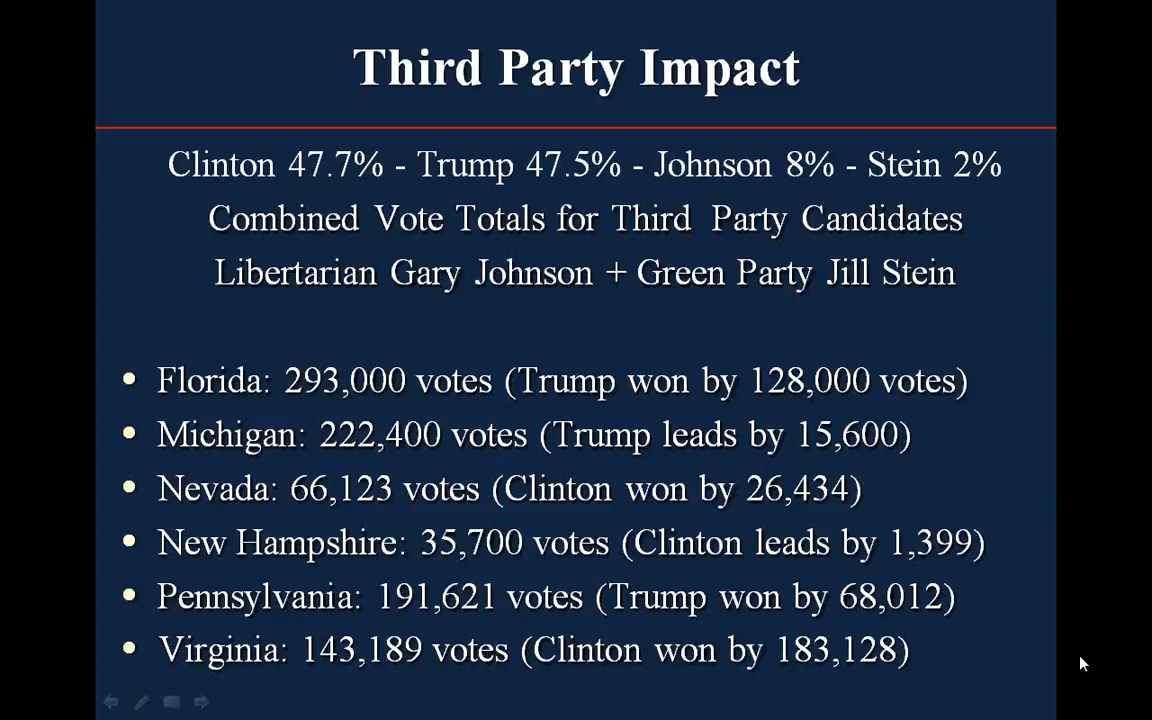 Third Party Impact
Clinton 47.7% - Trump 47.5% - Johnson 8% - Stein 2%
Combined Vote Totals for Third Party Candidates
Libertarian Gary Johnson + Green Party Jill Stein
• Florida: 293,000 votes (Trump won by 128,000 votes)
• Michigan: 222,400 votes (Trump leads by 15,600)
• Nevada: 66,123 votes (Clinton won by 26,434)
• New Hampshire: 35,700 votes (Clinton leads by 1,399)
• Pennsylvania: 191,621 votes (Trump won by 68,012)
• Virginia: 143,189 votes (Clinton won by 183,128)